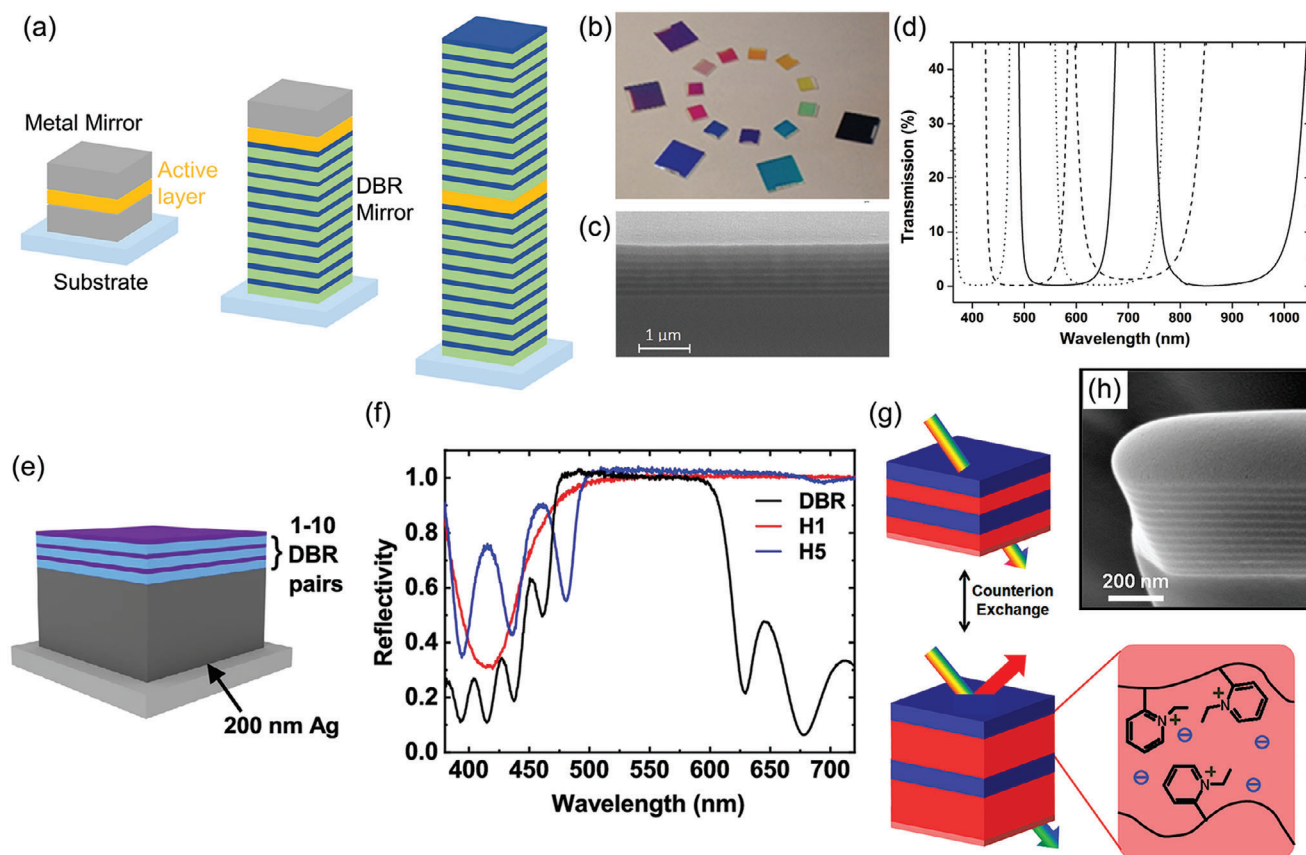 (a)
Metal Mirror
Active
layer
Substrate
DBR
Mirror
(b)
(c)
1 μm
(d)
Transmission (%)
40
30
20
10
0
400 500 600 700 800 900 1000
Wavelength (nm)
(e)
1-10
DBR
pairs
200 nm Ag
(f)
Reflectivity
1.0
0.8
0.6
0.4
0.2
0.0
DBR
H1
H5
400 450 500 550 600 650 700
Wavelength (nm)
(g)
Counterion
Exchange
N
+
N
+
N
+
⊖
⊖
⊖
⊖
(h)
200 nm